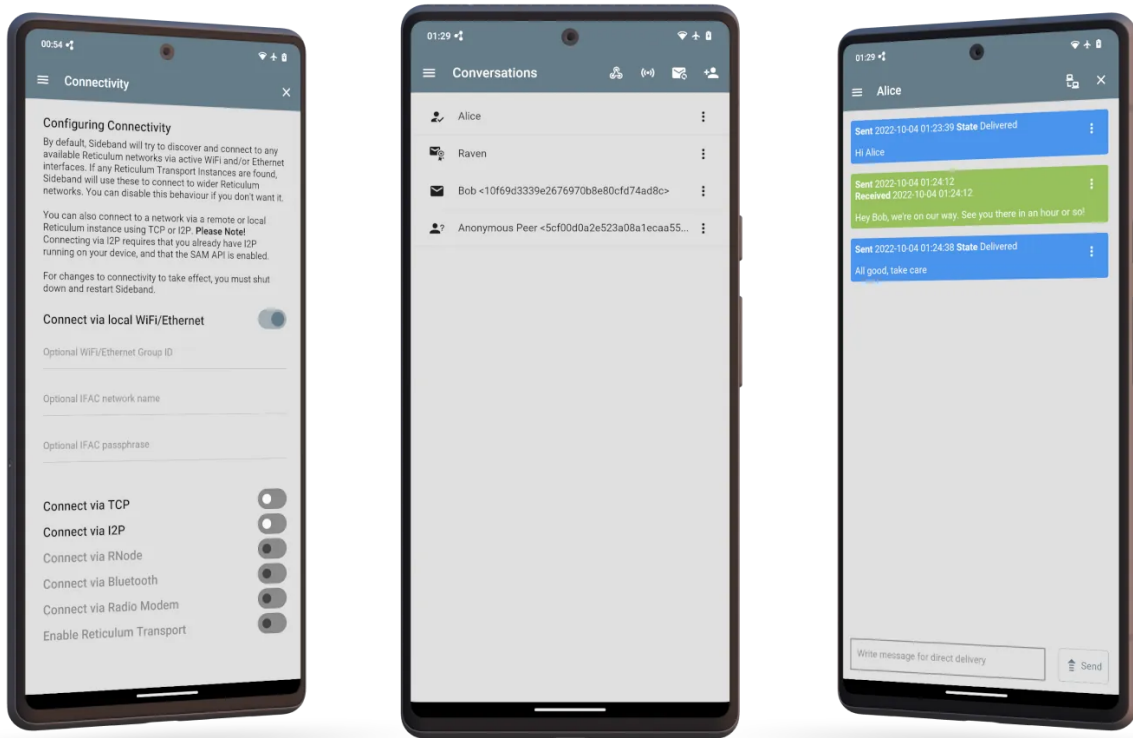 00:54
Connectivity
Configuring Connectivity
By default, Sideband will try to discover and connect to any
available Reticulum networks via active WiFi and/or Ethernet
interfaces. If any Reticulum Transport Instances are found,
Sideband will use these to connect to wider Reticulum
networks. You can disable this behaviour if you don't want it.
You can also connect to a network via a remote or local
Reticulum instance using TCP or I2P. Please Note!
Connecting via I2P requires that you already have I2P
running on your device, and that the SAM API is enabled.
For changes to connectivity to take effect, you must shut
down and restart Sideband.
Connect via local WiFi/Ethernet
Optional WiFi/Ethernet Group ID
Optional IFAC network name
Optional IFAC passphrase
Connect via TCP
Connect via I2P
Connect via RNode
Connect via Bluetooth
Connect via Radio Modem
Enable Reticulum Transport
01:29
Conversations
Alice
Raven
Bob <10f69d3339e2676970b8e80cfd74ad8c>
Anonymous Peer <5cf00d0a2e523a08a1ecaa55...
01:29
Alice
Sent 2022-10-04 01:23:39 State Delivered
Hi Alice
Sent 2022-10-04 01:24:12
Received 2022-10-04 01:24:12
Hey Bob, we're on our way. See you there in an hour or so!
Sent 2022-10-04 01:24:38 State Delivered
All good, take care
Write message for direct delivery
Send